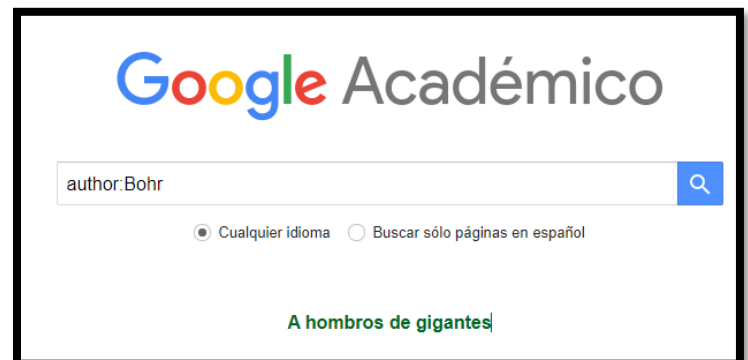 Google Académico
author:Bohr
Cualquier idioma Buscar sólo páginas en español
A hombros de gigantes